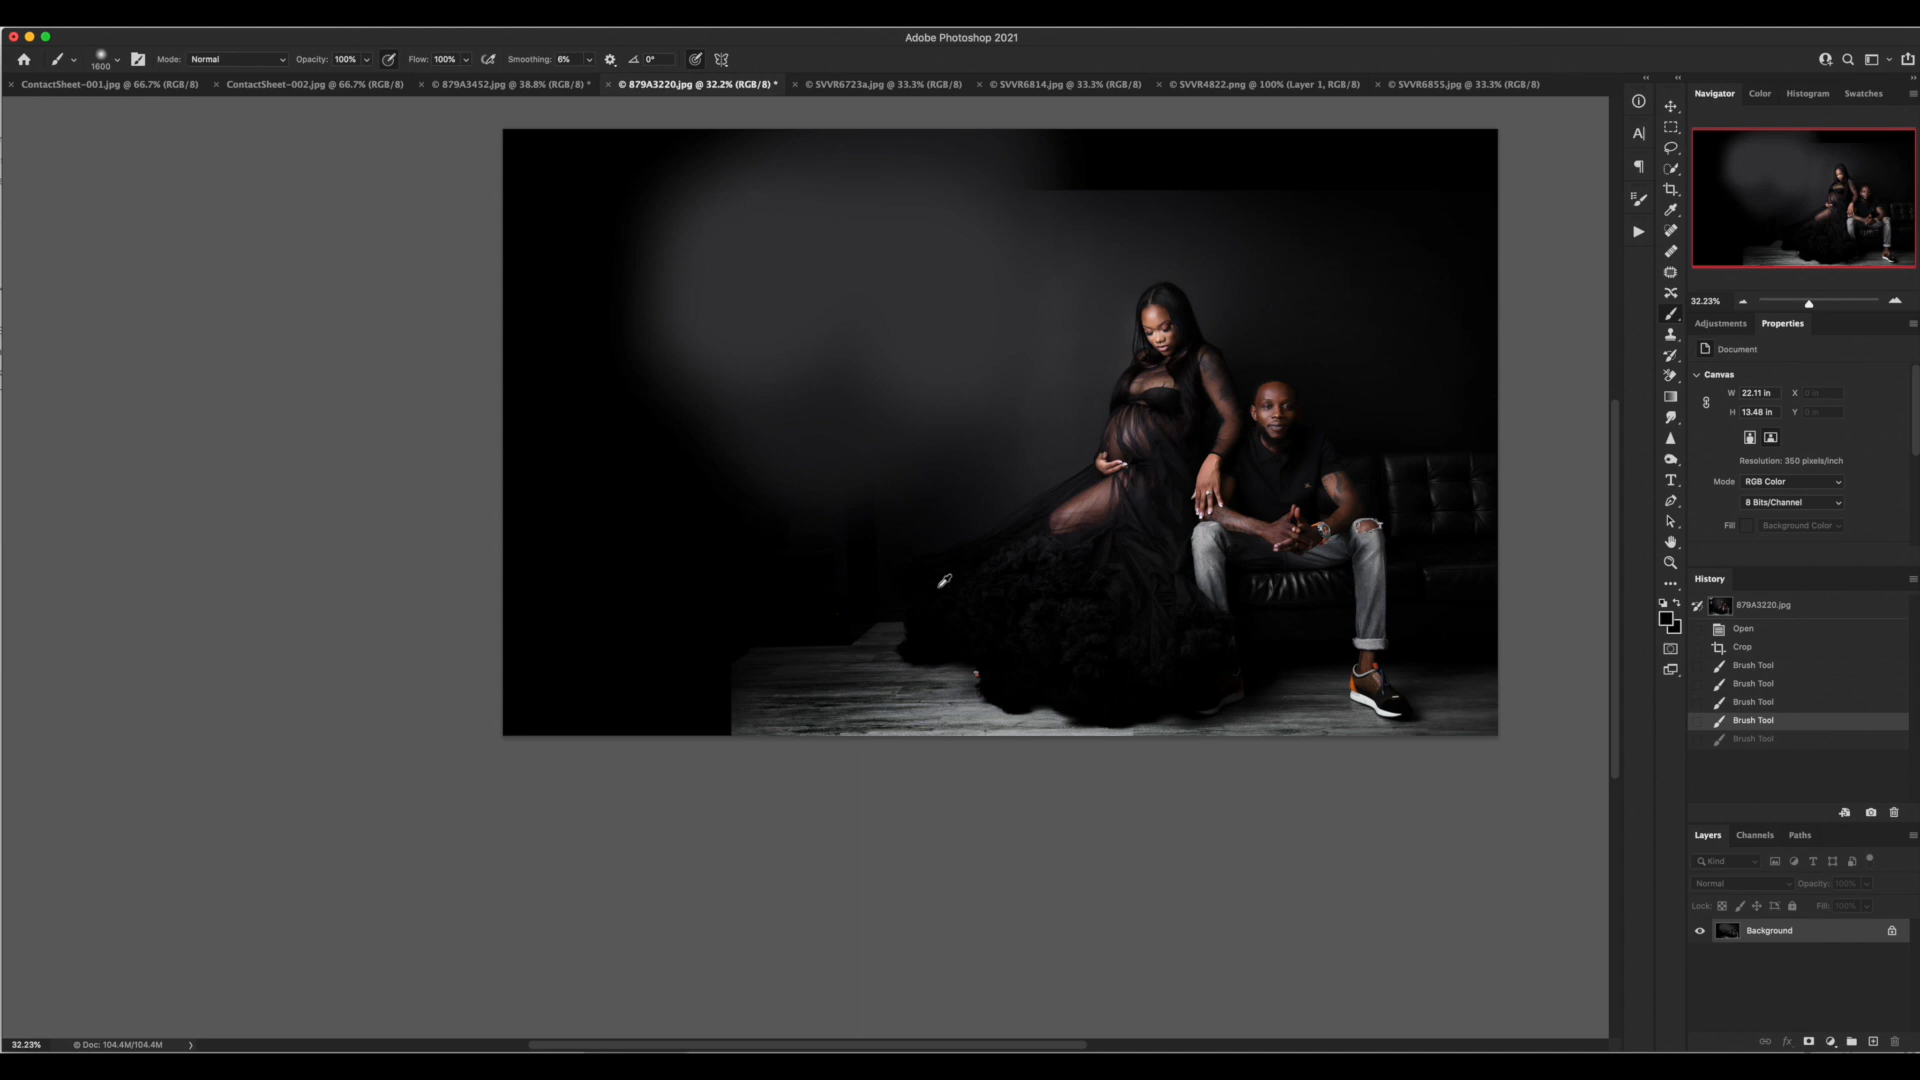 Adobe Photoshop 2021
1600 Mode: Normal Opacity: 100% Flow: 100% Smoothing: 6% 0°
× ContactSheet-001.jpg @ 66.7% (RGB/8) × ContactSheet-002.jpg @ 66.7% (RGB/8) × © 879A3452.jpg @ 38.8% (RGB/8) * × © 879A3220.jpg @ 32.2% (RGB/8) * × © SVVR6723a.jpg @ 33.3% (RGB/8) × © SVVR6814.jpg @ 33.3% (RGB/8) × © SVVR4822.png @ 100% (Layer 1, RGB/8) × © SVVR6855.jpg @ 33.3% (RGB/8)
Navigator Color Histogram Swatches
32.23%
Adjustments Properties
Document
Canvas
W 22.11 in X 0 in
H 13.48 in Y 0 in
Resolution: 350 pixels/inch
Mode RGB Color
8 Bits/Channel
Fill Background Color
History
879A3220.jpg
Open
Crop
Brush Tool
Brush Tool
Brush Tool
Brush Tool
Brush Tool
Layers Channels Paths
Kind
Normal Opacity: 100%
Lock: Fill: 100%
Background
32.23% © Doc: 104.4M/104.4M